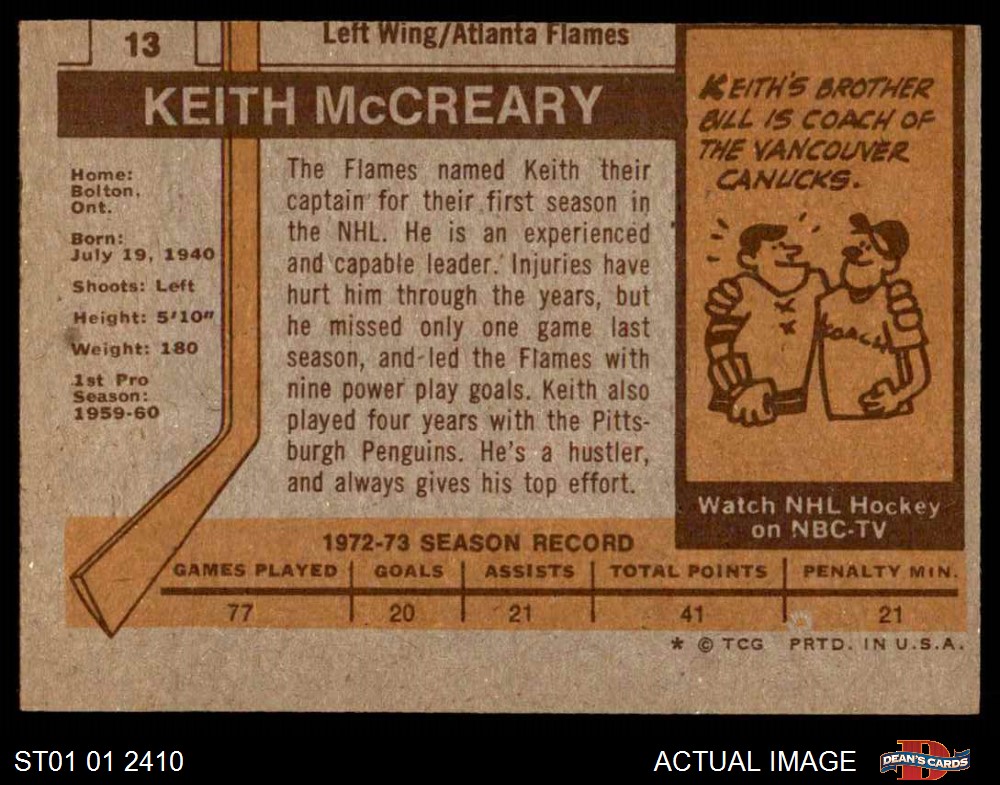 13
Left Wing/Atlanta Flames
KEITH McCREARY
Home:
Bolton,
Ont.
Born:
July 19, 1940
Shoots: Left
Height: 5'10"
Weight: 180
1st Pro
Season:
1959-60
The Flames named Keith their
captain for their first season in
the NHL. He is an experienced
and capable leader. Injuries have
hurt him through the years, but
he missed only one game last
season, and led the Flames with
nine power play goals. Keith also
played four years with the Pitts-
burgh Penguins. He's a hustler,
and always gives his top effort.
KEITH'S BROTHER
BILL IS COACH OF
THE VANCOUVER
CANUCKS.
COACH
Watch NHL Hockey
on NBC-TV
1972-73 SEASON RECORD
GAMES PLAYED GOALS ASSISTS TOTAL POINTS PENALTY MIN.
77 20 21 41 21
* © TCG PRTD. IN U.S.A.
ST01 01 2410
ACTUAL IMAGE
D
DEAN'S CARDS